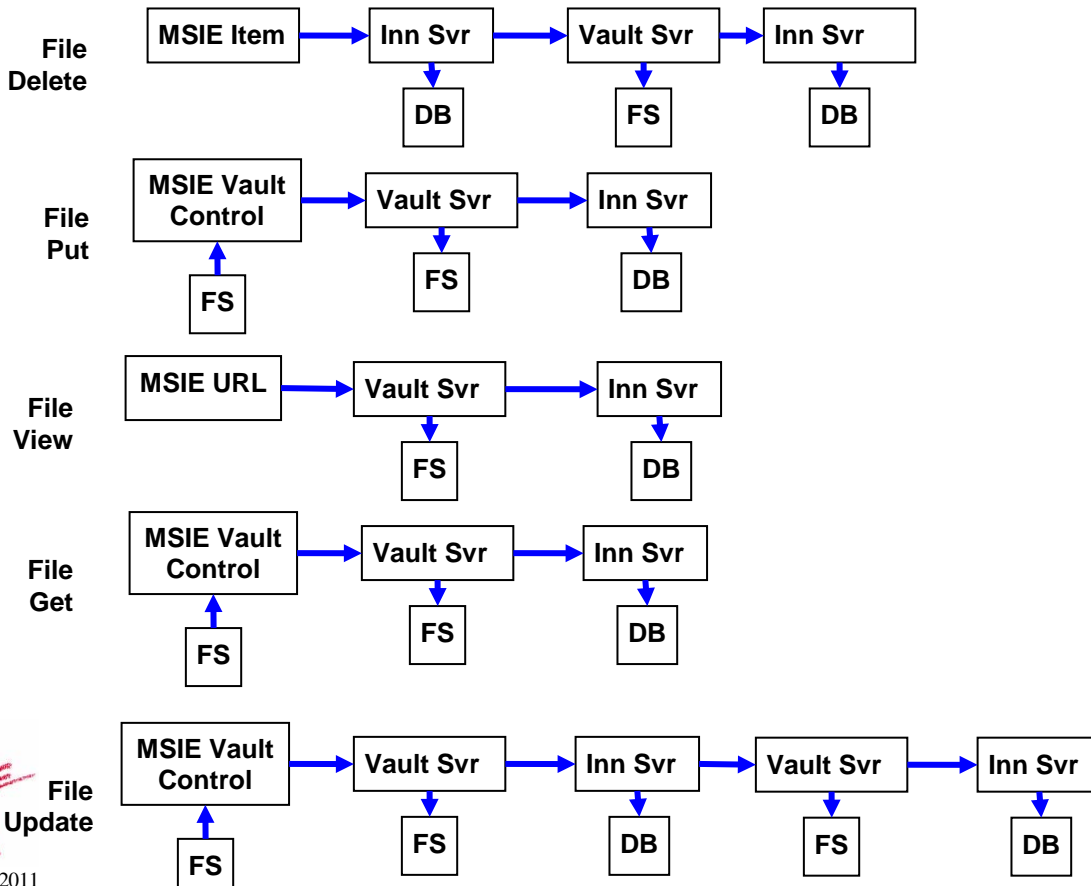 File
Delete
MSIE Item
Inn Svr
Vault Svr
Inn Svr
DB
FS
DB
File
Put
MSIE Vault
Control
Vault Svr
Inn Svr
FS
FS
DB
File
View
MSIE URL
Vault Svr
Inn Svr
FS
DB
File
Get
MSIE Vault
Control
Vault Svr
Inn Svr
FS
FS
DB
File
Update
MSIE Vault
Control
Vault Svr
Inn Svr
Vault Svr
Inn Svr
FS
FS
DB
FS
DB
2011